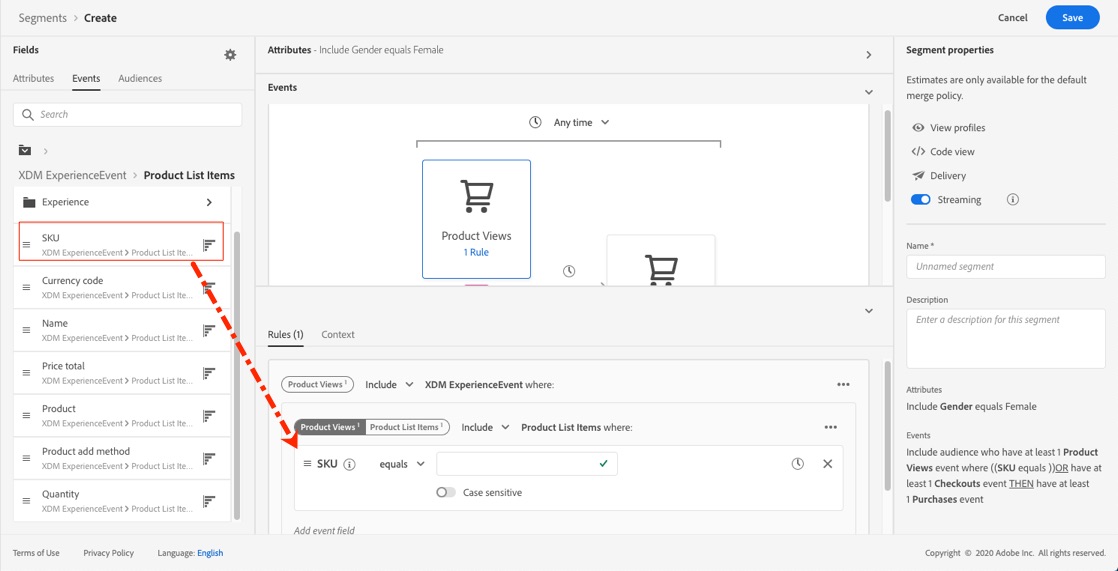 Segments > Create
Cancel
Save
Fields
Attributes
Events
Audiences
Search
XDM ExperienceEvent > Product List Items
Experience
SKU
XDM ExperienceEvent > Product List Ite...
Currency code
XDM ExperienceEvent > Product List Ite...
Name
XDM ExperienceEvent > Product List Ite...
Price total
XDM ExperienceEvent > Product List Ite...
Product
XDM ExperienceEvent > Product List Ite...
Product add method
XDM ExperienceEvent > Product List Ite...
Quantity
XDM ExperienceEvent > Product List Ite...
Attributes - Include Gender equals Female
Events
Any time
Product Views
1 Rule
Rules (1)
Context
Product Views 1
Include
XDM ExperienceEvent where:
Product Views 1
Product List Items 1
Include
Product List Items where:
SKU
equals
Case sensitive
Add event field
Segment properties
Estimates are only available for the default
merge policy.
View profiles
</> Code view
Delivery
Streaming
Name *
Unnamed segment
Description
Enter a description for this segment
Attributes
Include Gender equals Female
Events
Include audience who have at least 1 Product
Views event where ((SKU equals ))OR have at
least 1 Checkouts event THEN have at least
1 Purchases event
Terms of Use
Privacy Policy
Language: English
Copyright © 2020 Adobe Inc. All rights reserved.